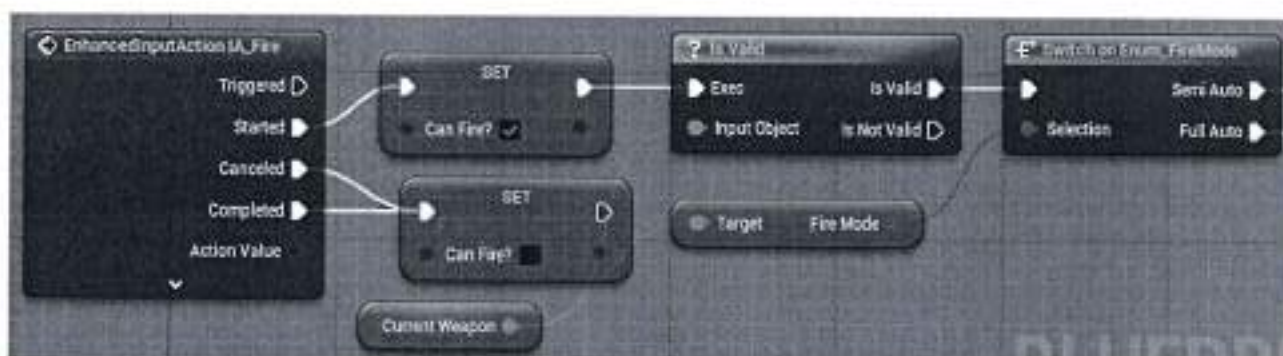 EnhancedInputAction IA_Fire
Triggered
Started
Canceled
Completed
Action Value
SET
Can Fire?
SET
Can Fire?
Current Weapon
? Is Valid
Exec
Is Valid
Input Object
Is Not Valid
Target
Fire Mode
Switch on Enum_FireMode
Semi Auto
Selection
Full Auto